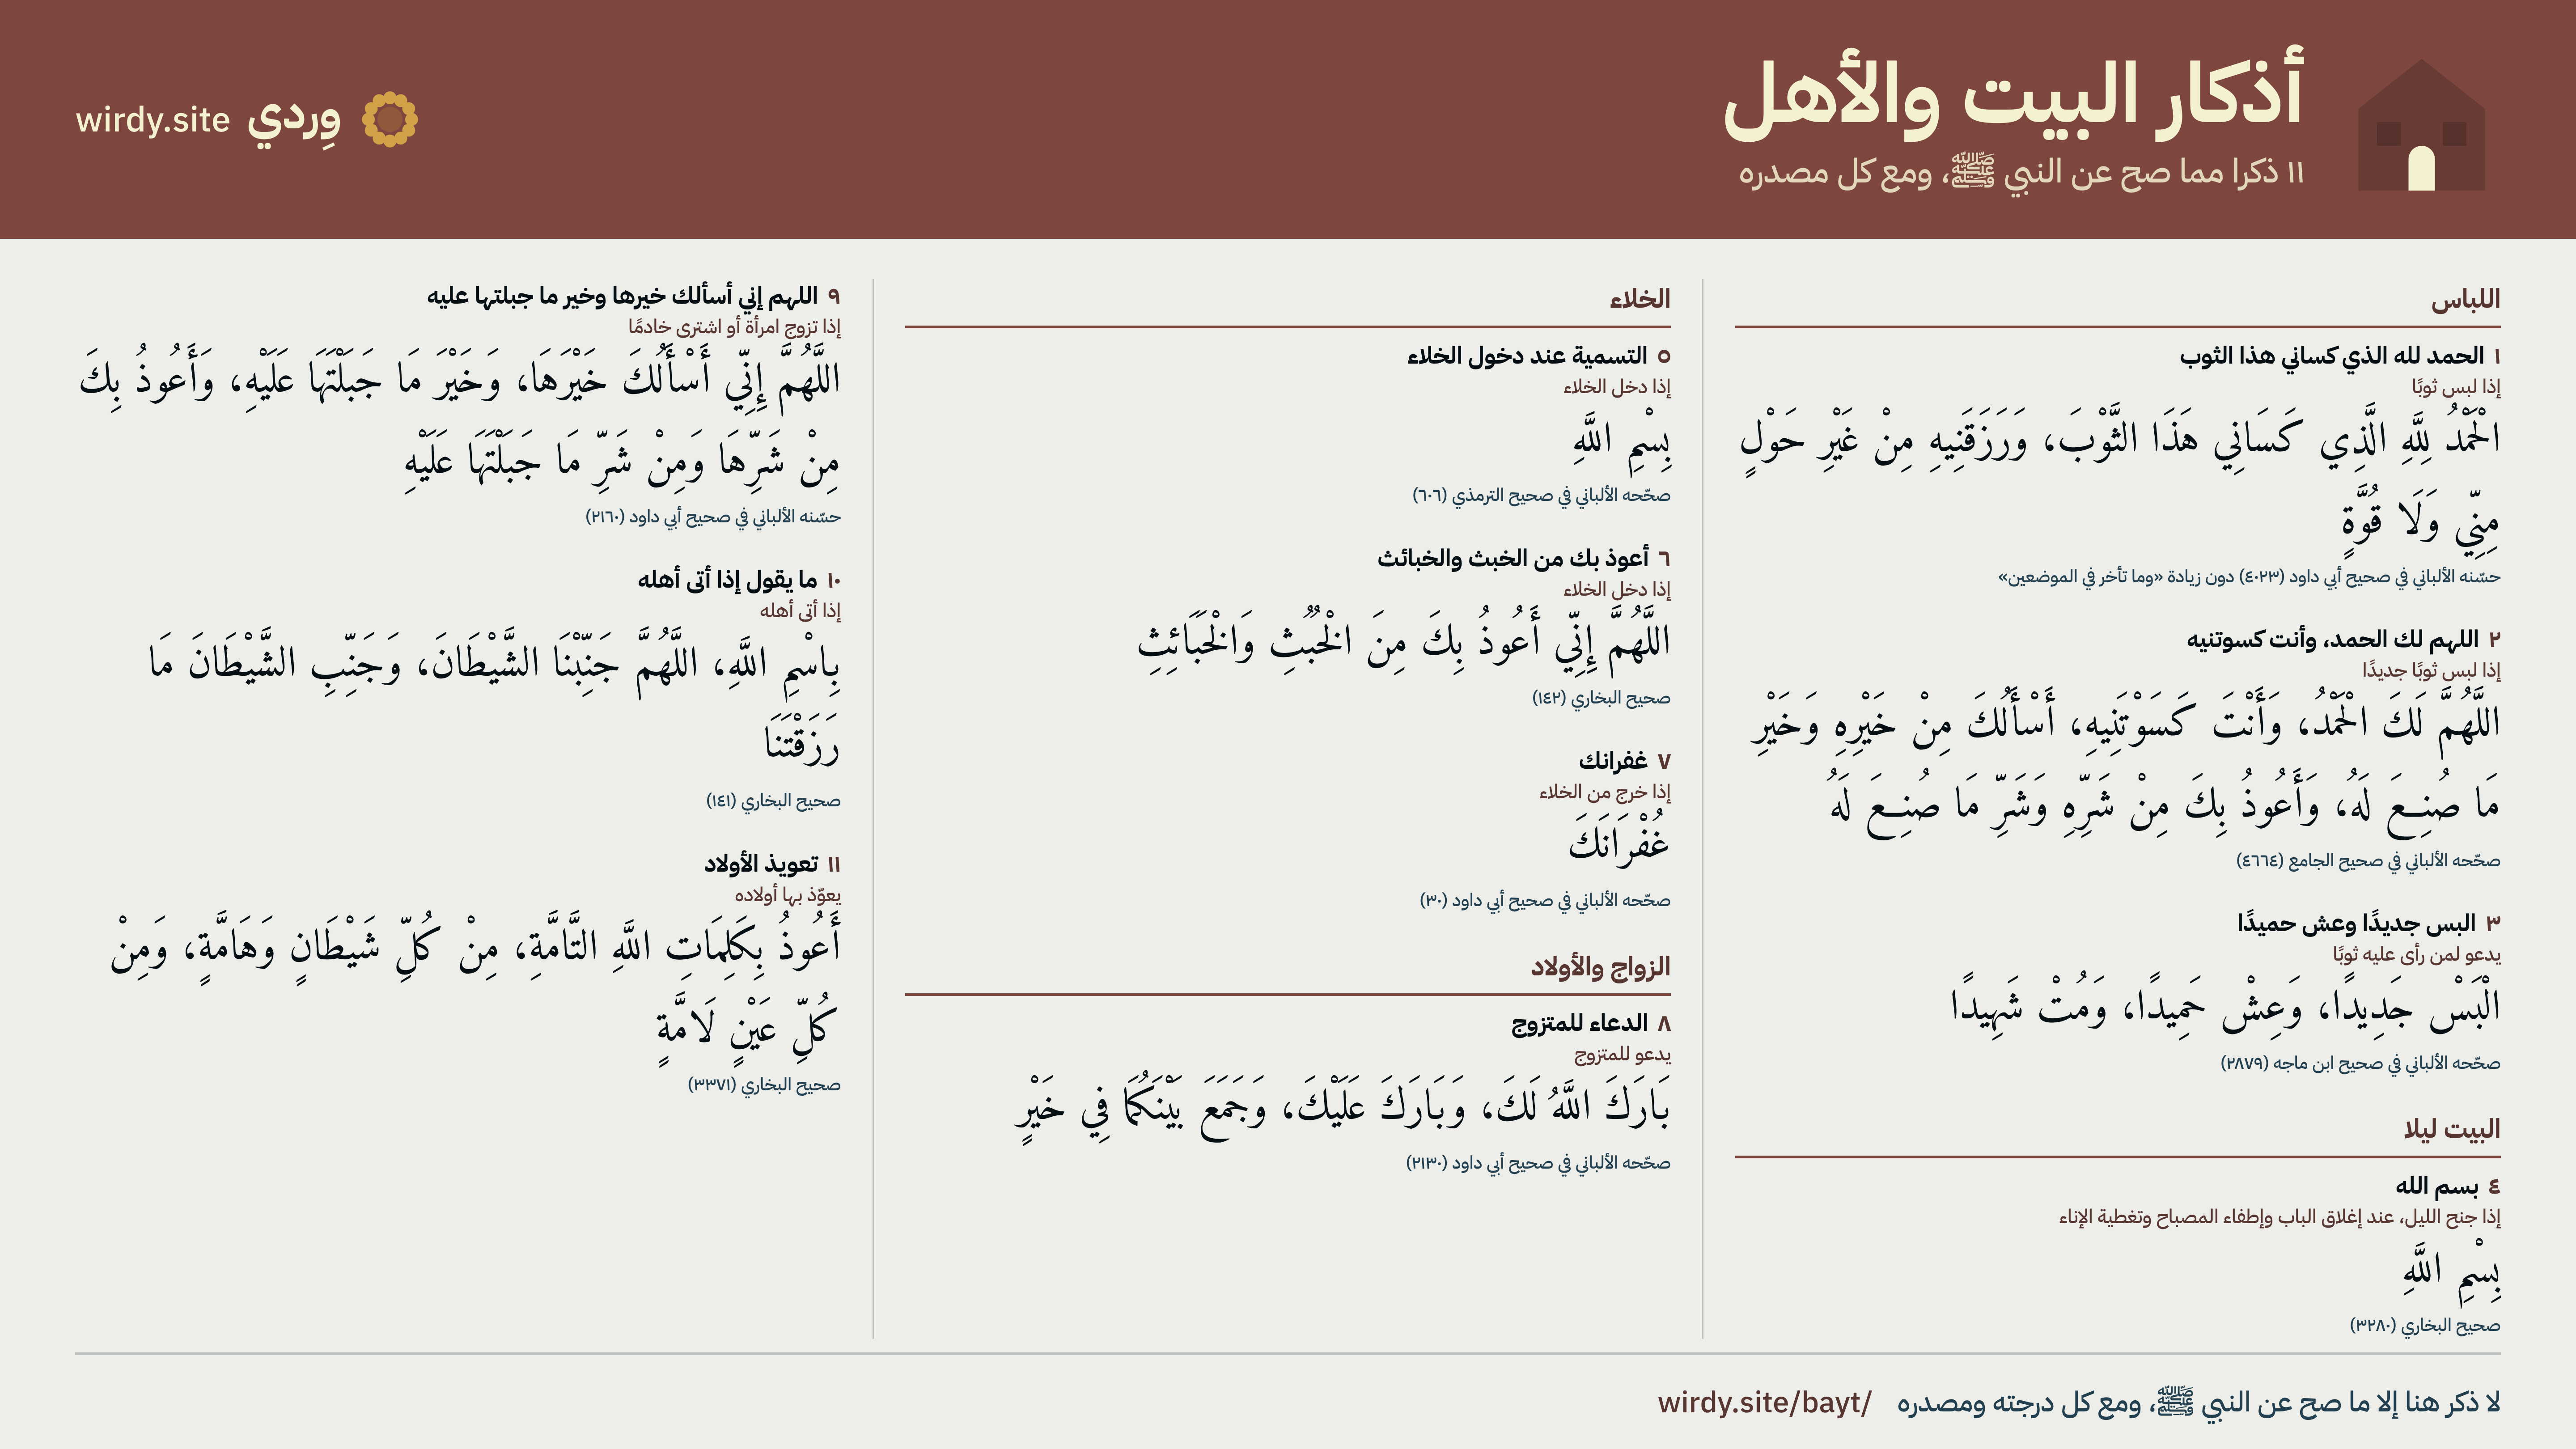 أذكار البيت والأهل
١١ ذكرا مما صح عن النبي ﷺ، ومع كل مصدره
وِردي wirdy.site
اللباس
١ الحمد لله الذي كساني هذا الثوب
إذا لبس ثوبًا
الْحَمْدُ لِلَّهِ الَّذِي كَسَانِي هَذَا الثَّوْبَ، وَرَزَقَنِيهِ مِنْ غَيْرِ حَوْلٍ
مِنِّي وَلَا قُوَّةٍ
حسّنه الألباني في صحيح أبي داود (٤٠٢٣) دون زيادة «وما تأخر في الموضعين»
٢ اللهم لك الحمد، وأنت كسوتنيه
إذا لبس ثوبًا جديدًا
اللَّهُمَّ لَكَ الْحَمْدُ، وَأَنْتَ كَسَوْتَنِيهِ، أَسْأَلُكَ مِنْ خَيْرِهِ وَخَيْرِ
مَا صُنِعَ لَهُ، وَأَعُوذُ بِكَ مِنْ شَرِّهِ وَشَرِّ مَا صُنِعَ لَهُ
صحّحه الألباني في صحيح الجامع (٤٦٦٤)
٣ البس جديدًا وعش حميدًا
يدعو لمن رأى عليه ثوبًا
الْبَسْ جَدِيدًا، وَعِشْ حَمِيدًا، وَمُتْ شَهِيدًا
صحّحه الألباني في صحيح ابن ماجه (٢٨٧٩)
البيت ليلا
٤ بسم الله
إذا جنح الليل، عند إغلاق الباب وإطفاء المصباح وتغطية الإناء
بِسْمِ اللَّهِ
صحيح البخاري (٣٢٨٠)
الخلاء
٥ التسمية عند دخول الخلاء
إذا دخل الخلاء
بِسْمِ اللَّهِ
صحّحه الألباني في صحيح الترمذي (٦٠٦)
٦ أعوذ بك من الخبث والخبائث
إذا دخل الخلاء
اللَّهُمَّ إِنِّي أَعُوذُ بِكَ مِنَ الْخُبُثِ وَالْخَبَائِثِ
صحيح البخاري (١٤٢)
٧ غفرانك
إذا خرج من الخلاء
غُفْرَانَكَ
صحّحه الألباني في صحيح أبي داود (٣٠)
الزواج والأولاد
٨ الدعاء للمتزوج
يدعو للمتزوج
بَارَكَ اللَّهُ لَكَ، وَبَارَكَ عَلَيْكَ، وَجَمَعَ بَيْنَكُمَا فِي خَيْرٍ
صحّحه الألباني في صحيح أبي داود (٢١٣٠)
٩ اللهم إني أسألك خيرها وخير ما جبلتها عليه
إذا تزوج امرأة أو اشترى خادمًا
اللَّهُمَّ إِنِّي أَسْأَلُكَ خَيْرَهَا، وَخَيْرَ مَا جَبَلْتَهَا عَلَيْهِ، وَأَعُوذُ بِكَ
مِنْ شَرِّهَا وَمِنْ شَرِّ مَا جَبَلْتَهَا عَلَيْهِ
حسّنه الألباني في صحيح أبي داود (٢١٦٠)
١٠ ما يقول إذا أتى أهله
إذا أتى أهله
بِاسْمِ اللَّهِ، اللَّهُمَّ جَنِّبْنَا الشَّيْطَانَ، وَجَنِّبِ الشَّيْطَانَ مَا
رَزَقْتَنَا
صحيح البخاري (١٤١)
١١ تعويذ الأولاد
يعوّذ بها أولاده
أَعُوذُ بِكَلِمَاتِ اللَّهِ التَّامَّةِ، مِنْ كُلِّ شَيْطَانٍ وَهَامَّةٍ، وَمِنْ
كُلِّ عَيْنٍ لَامَّةٍ
صحيح البخاري (٣٣٧١)
لا ذكر هنا إلا ما صح عن النبي ﷺ، ومع كل درجته ومصدره wirdy.site/bayt/